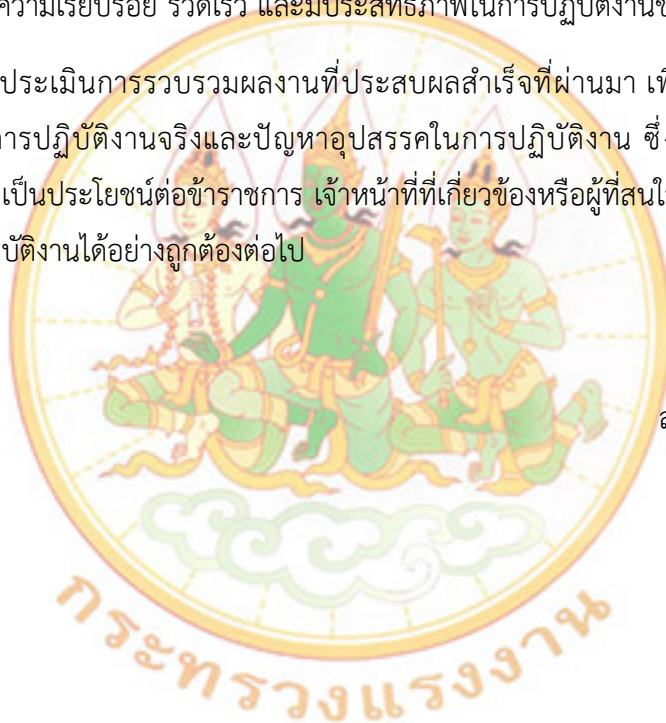 ความเรียบร้อย รวดเร็ว และมีประสิทธิภาพในการปฏิบัติงานข
ประเมินการรวบรวมผลงานที่ประสบผลสำเร็จที่ผ่านมา เพื
การปฏิบัติงานจริงและปัญหาอุปสรรคในการปฏิบัติงาน ซึ่
เป็นประโยชน์ต่อข้าราชการ เจ้าหน้าที่ที่เกี่ยวข้องหรือผู้ที่สนใ
บัติงานได้อย่างถูกต้องต่อไป
ส
กระทรวงแรงงาน